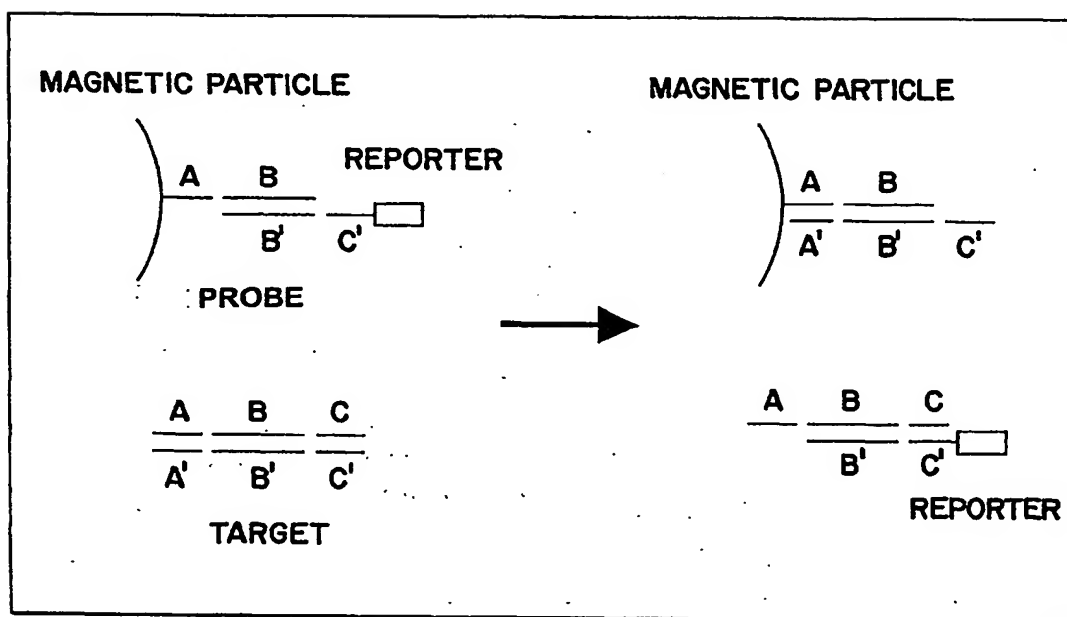 MAGNETIC PARTICLE
REPORTER
A B
B' C'
PROBE
A B C
A' B' C'
TARGET
MAGNETIC PARTICLE
A B
A' B' C'
A B C
B' C'
REPORTER